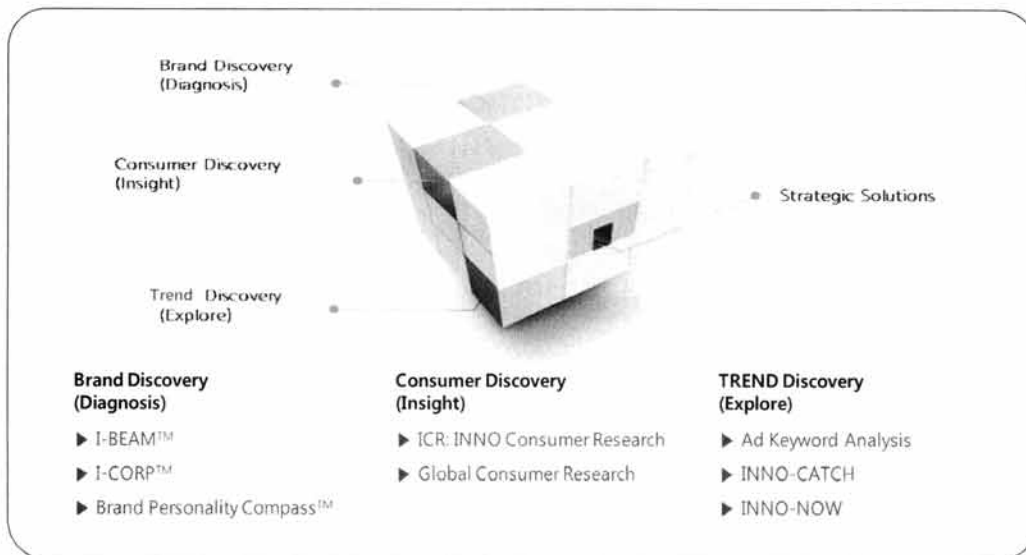 Brand Discovery
(Diagnosis)
Consumer Discovery
(Insight)
Strategic Solutions
Trend Discovery
(Explore)
Brand Discovery
(Diagnosis)
▶ I-BEAM™
▶ I-CORP™
▶ Brand Personality Compass™
Consumer Discovery
(Insight)
▶ ICR: INNO Consumer Research
▶ Global Consumer Research
TREND Discovery
(Explore)
▶ Ad Keyword Analysis
▶ INNO-CATCH
▶ INNO-NOW